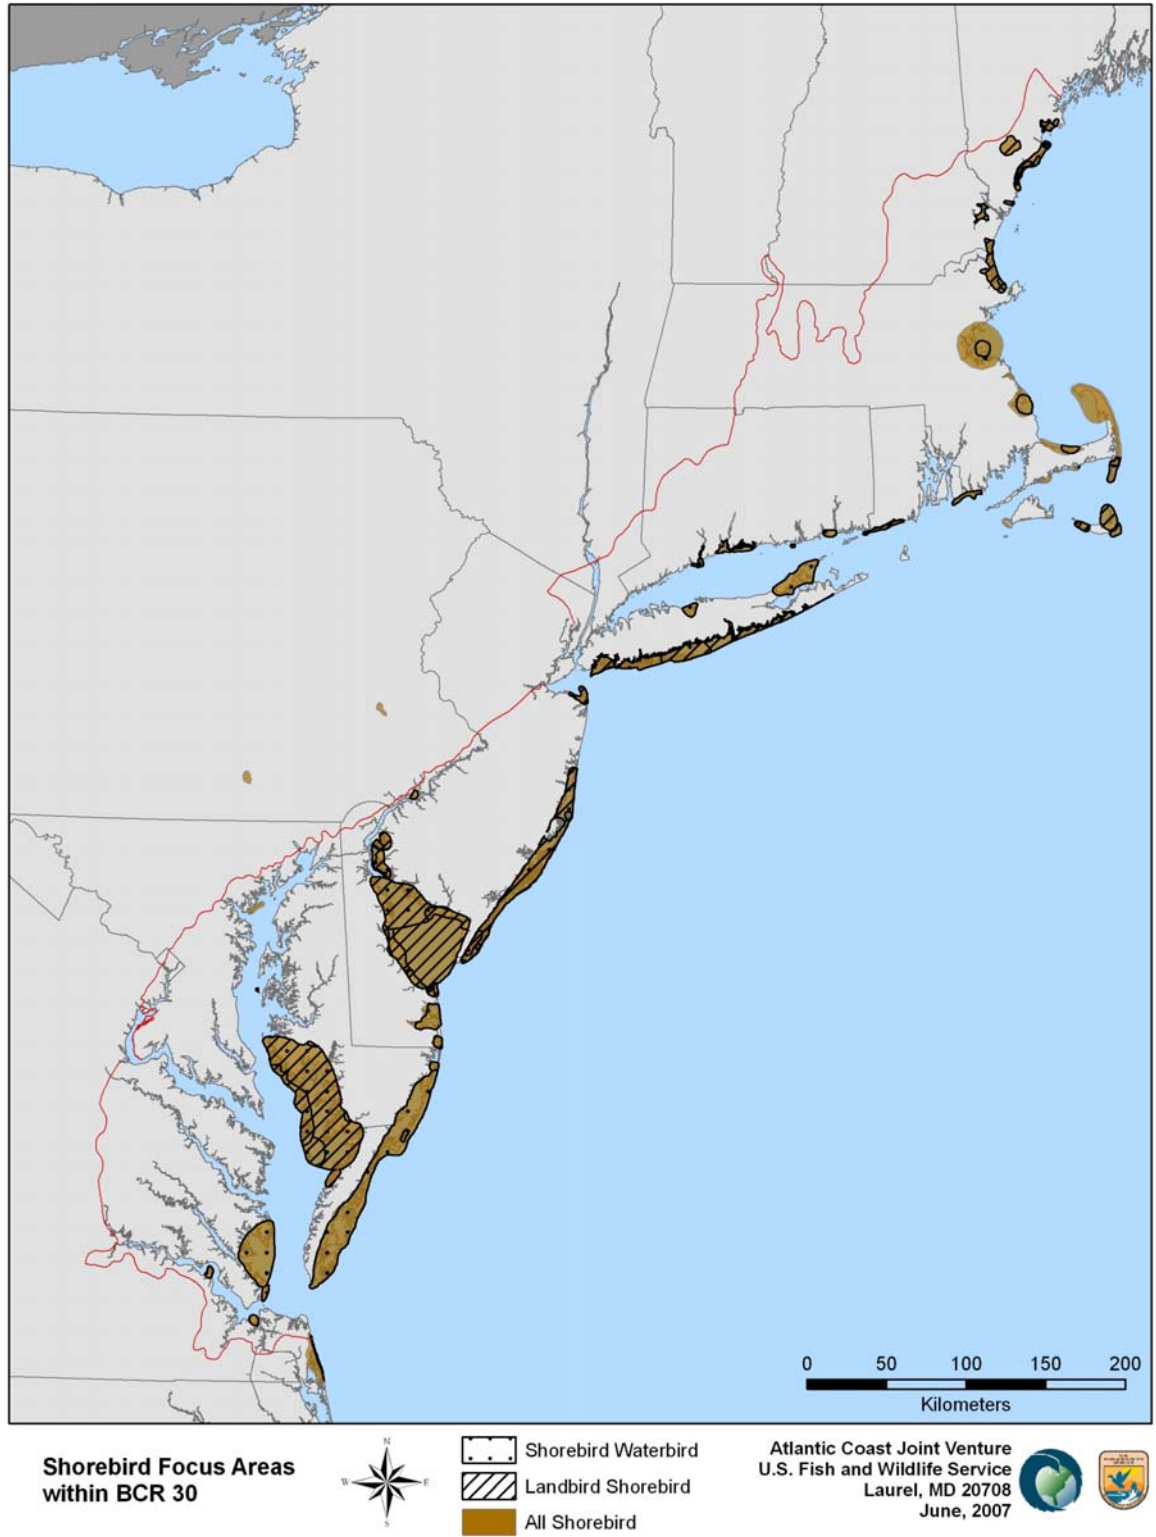 0 50 100 150 200
Kilometers
Shorebird Focus Areas
within BCR 30
N
W E
S
Shorebird Waterbird
Landbird Shorebird
All Shorebird
Atlantic Coast Joint Venture
U.S. Fish and Wildlife Service
Laurel, MD 20708
June, 2007